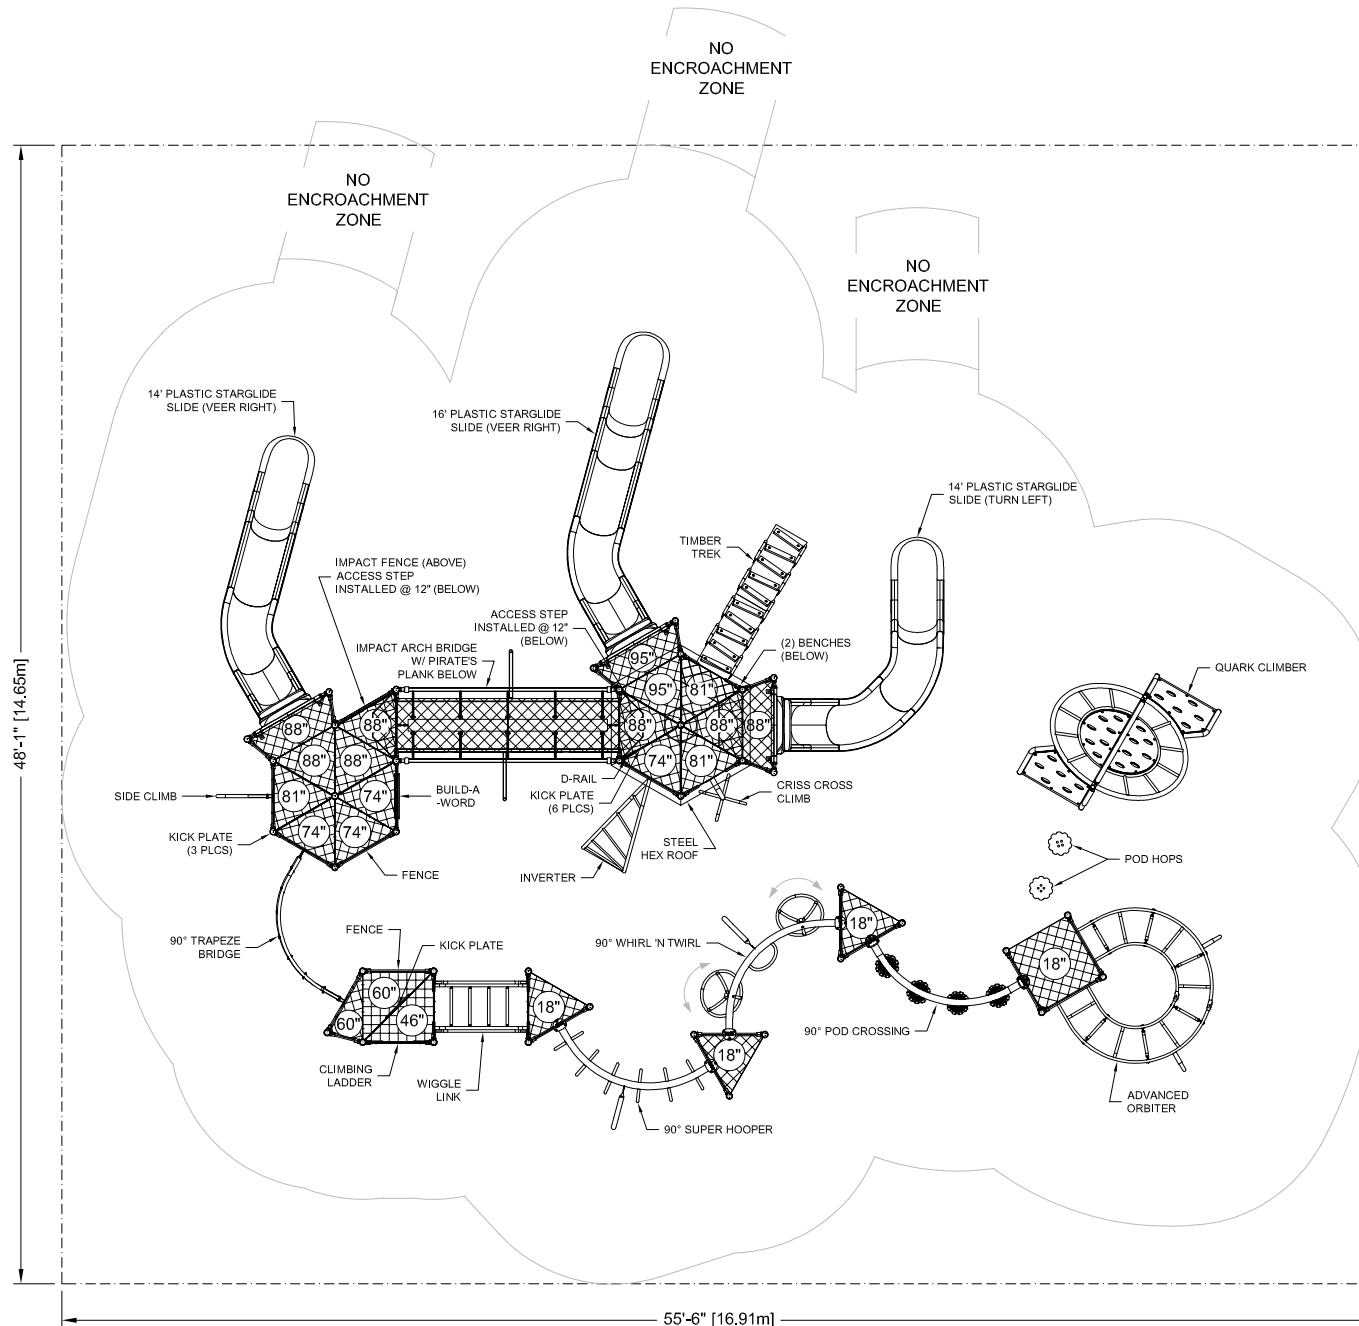 NO
ENCROACHMENT
ZONE
NO
ENCROACHMENT
ZONE
NO
ENCROACHMENT
ZONE
14' PLASTIC STARGLIDE
SLIDE (VEER RIGHT)
16' PLASTIC STARGLIDE
SLIDE (VEER RIGHT)
14' PLASTIC STARGLIDE
SLIDE (TURN LEFT)
TIMBER
TREK
IMPACT FENCE (ABOVE)
ACCESS STEP
INSTALLED @ 12" (BELOW)
ACCESS STEP
INSTALLED @ 12"
(BELOW)
IMPACT ARCH BRIDGE
W/ PIRATE'S
PLANK BELOW
(2) BENCHES
(BELOW)
QUARK CLIMBER
48'-1" [14.65m]
95"
95"
81"
88"
88"
88"
74"
81"
88"
88"
88"
88"
81"
74"
74"
74"
SIDE CLIMB
BUILD-A
-WORD
D-RAIL
KICK PLATE
(6 PLCS)
CRISS CROSS
CLIMB
KICK PLATE
(3 PLCS)
STEEL
HEX ROOF
INVERTER
FENCE
POD HOPS
90° TRAPEZE
BRIDGE
FENCE
KICK PLATE
90° WHIRL 'N TWIRL
18"
18"
60"
60"
46"
18"
18"
90° POD CROSSING
CLIMBING
LADDER
WIGGLE
LINK
90° SUPER HOOPER
ADVANCED
ORBITER
55'-6" [16.91m]